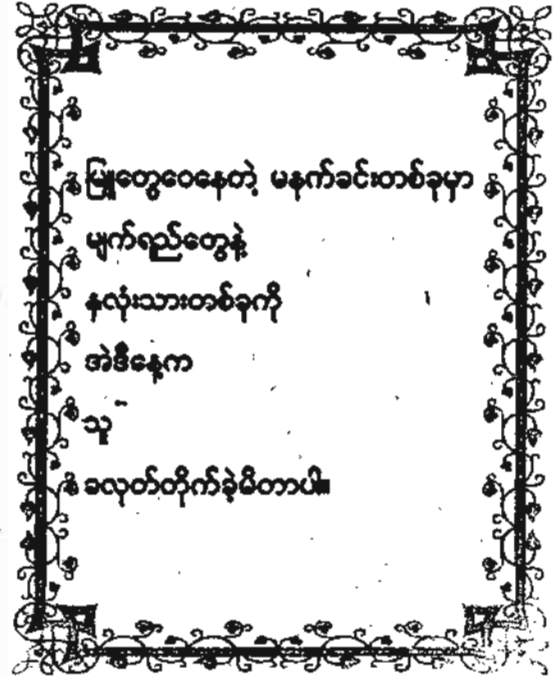 မြူတွေဝေနေတဲ့ မနက်ခင်းတစ်ခုမှာ
မျက်ရည်တွေနဲ့
နှလုံးသားတစ်ခုကို
အဲဒီနေ့က
သူ
ခလုတ်တိုက်ခဲ့မိတာပါ။